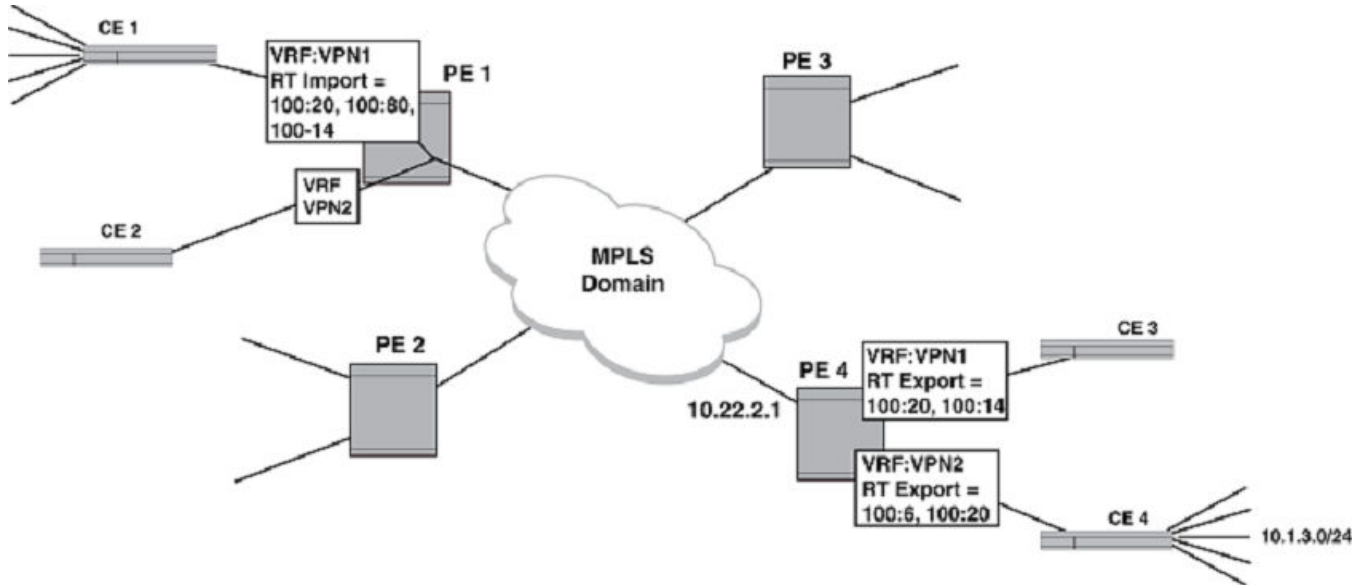 CE 1
VRF:VPN1
RT Import =
100:20, 100:80,
100-14
PE 1
PE 3
VRF
VPN2
CE 2
MPLS
Domain
PE 2
CE 3
VRF:VPN1
RT Export =
100:20, 100:14
PE 4
10.22.2.1
VRF:VPN2
RT Export =
100:6, 100:20
CE 4
10.1.3.0/24